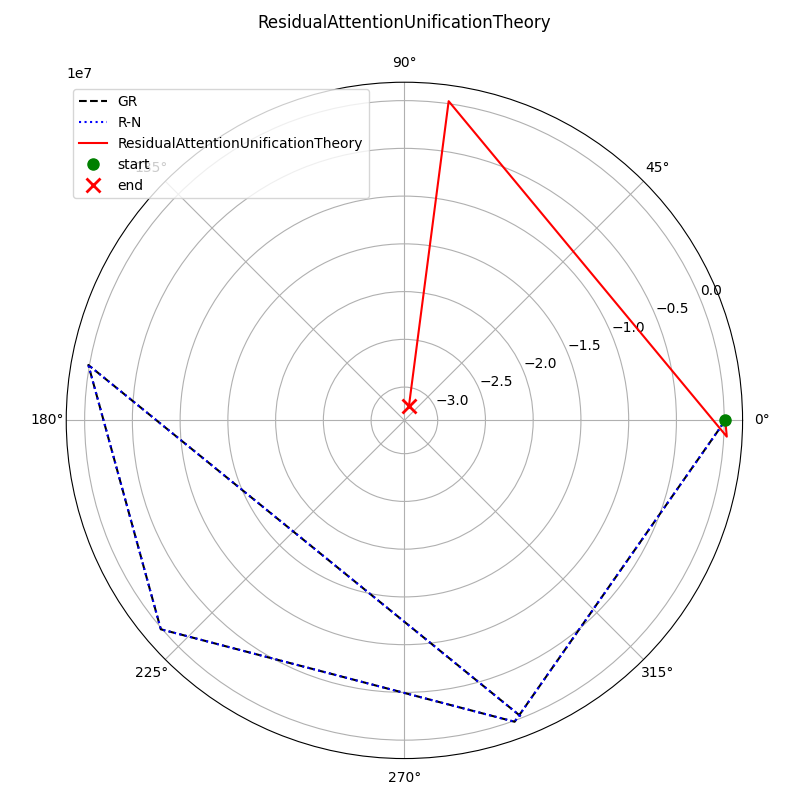 ResidualAttentionUnificationTheory
90°
1e7
GR
R-N
ResidualAttentionUnificationTheory
start
end
135°
45°
0.0
−0.5
−1.0
−1.5
−2.0
−2.5
−3.0
180°
0°
225°
315°
270°